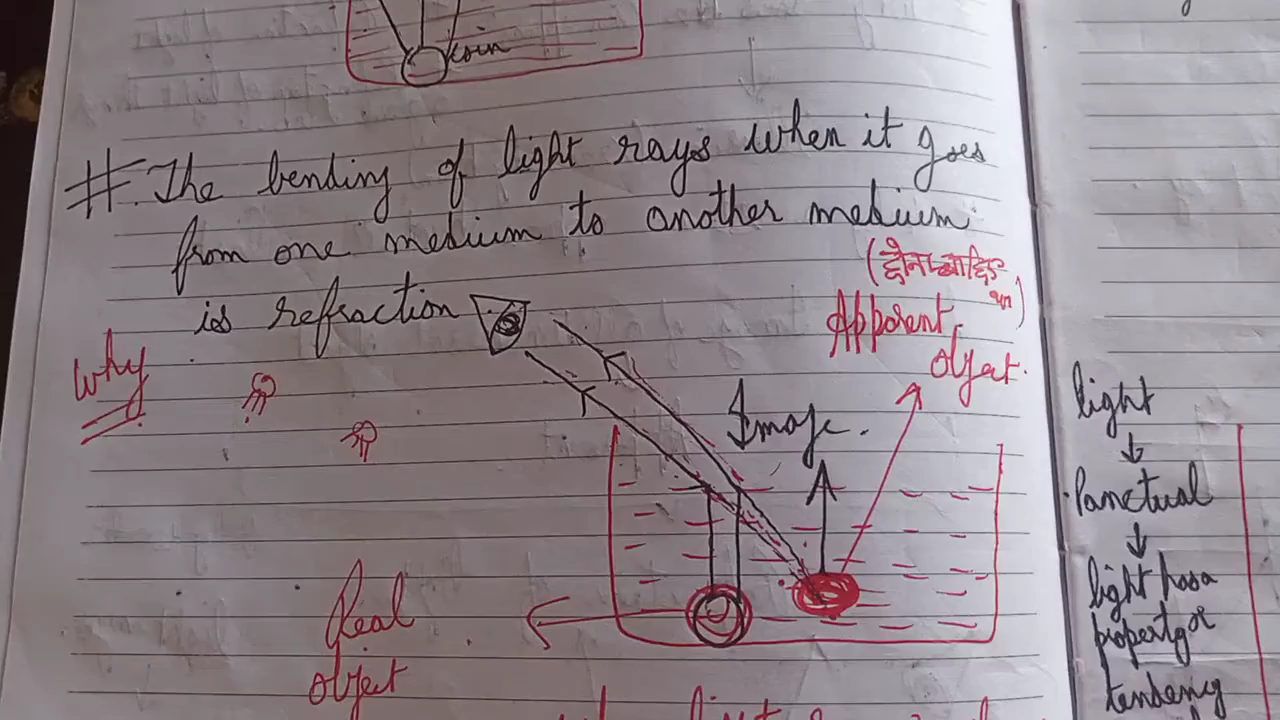 Coin
#. The bending of light rays when it goes
from one medium to another medium
is refraction
Apparent
object.
Why
Image.
Real
object
light
↓
Panctual
↓
light has a
property or
tendency